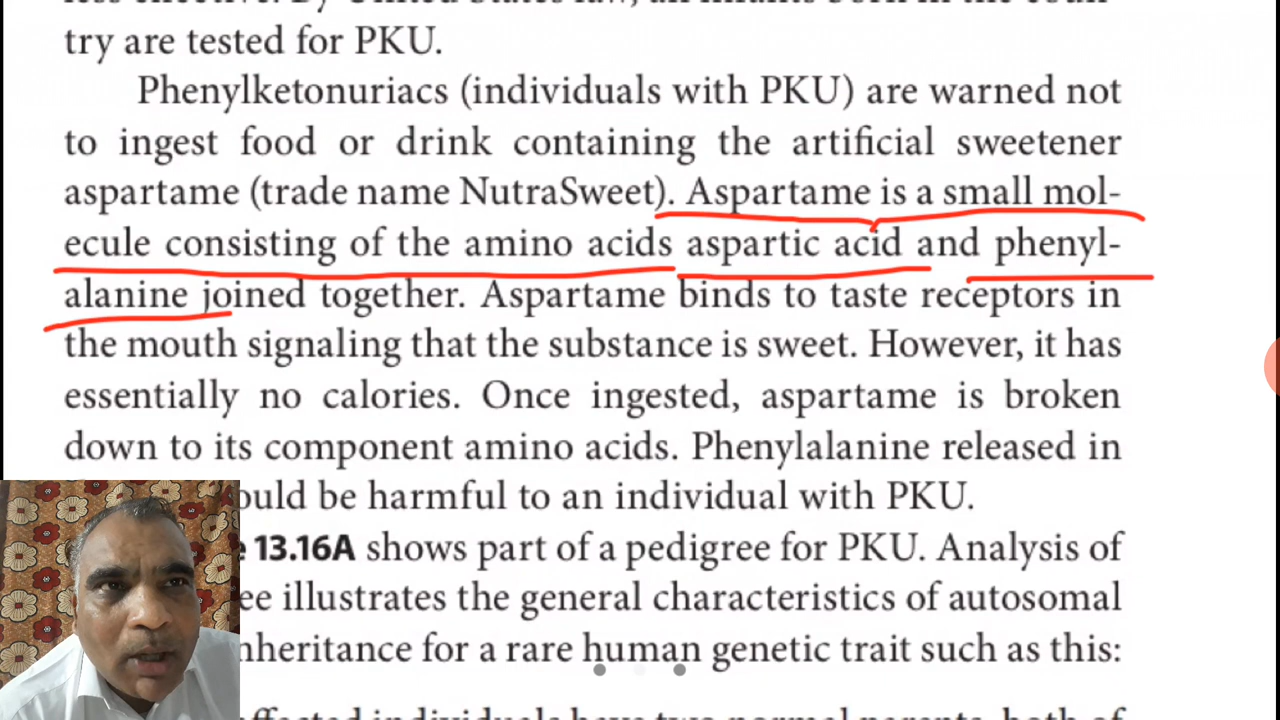 try are tested for PKU.
Phenylketonuriacs (individuals with PKU) are warned not
to ingest food or drink containing the artificial sweetener
aspartame (trade name NutraSweet). Aspartame is a small mol-
ecule consisting of the amino acids aspartic acid and phenyl-
alanine joined together. Aspartame binds to taste receptors in
the mouth signaling that the substance is sweet. However, it has
essentially no calories. Once ingested, aspartame is broken
down to its component amino acids. Phenylalanine released in
be harmful to an individual with PKU.
13.16A shows part of a pedigree for PKU. Analysis of
illustrates the general characteristics of autosomal
for a rare human genetic trait such as this: